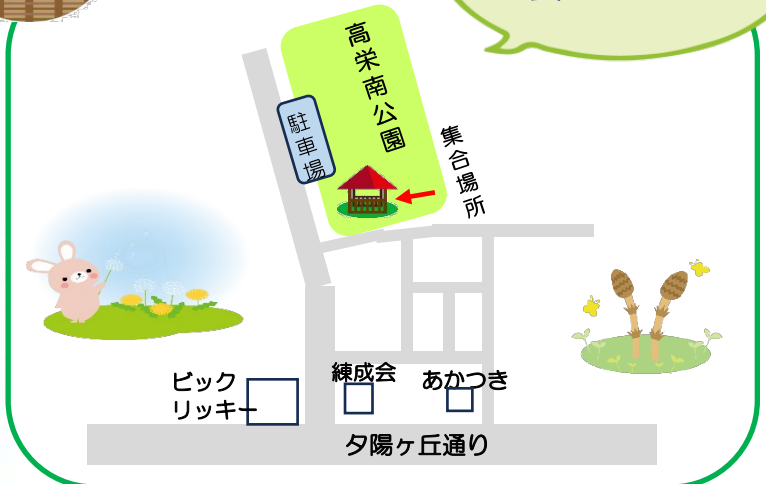 高栄南公園
駐車場
集合場所
ビック
リッキー
練成会
あかつき
夕陽ヶ丘通り